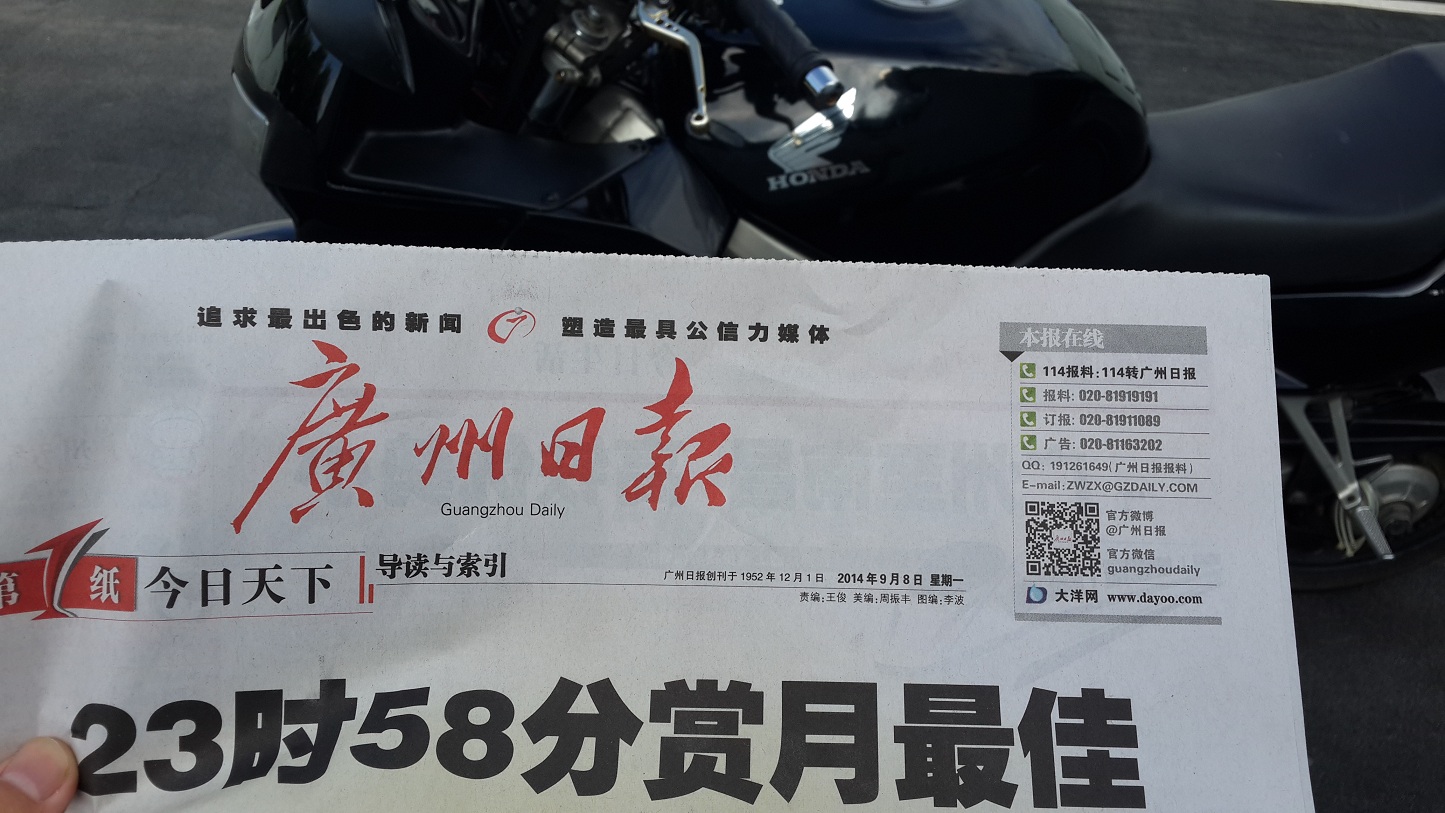 HONDA
追求最出色的新闻 塑造最具公信力媒体
廣州日報
Guangzhou Daily
第1纸 今日天下 导读与索引
广州日报创刊于1952年12月1日 2014年9月8日 星期一
责编:王俊 美编:周振丰 图编:李波
本报在线
114报料:114转广州日报
报料: 020-81919191
订报: 020-81911089
广告: 020-81163202
QQ: 191261649(广州日报报料)
E-mail:ZWZX@GZDAILY.COM
官方微博
@广州日报
官方微信
guangzhoudaily
大洋网 www.dayoo.com
23时58分赏月最佳